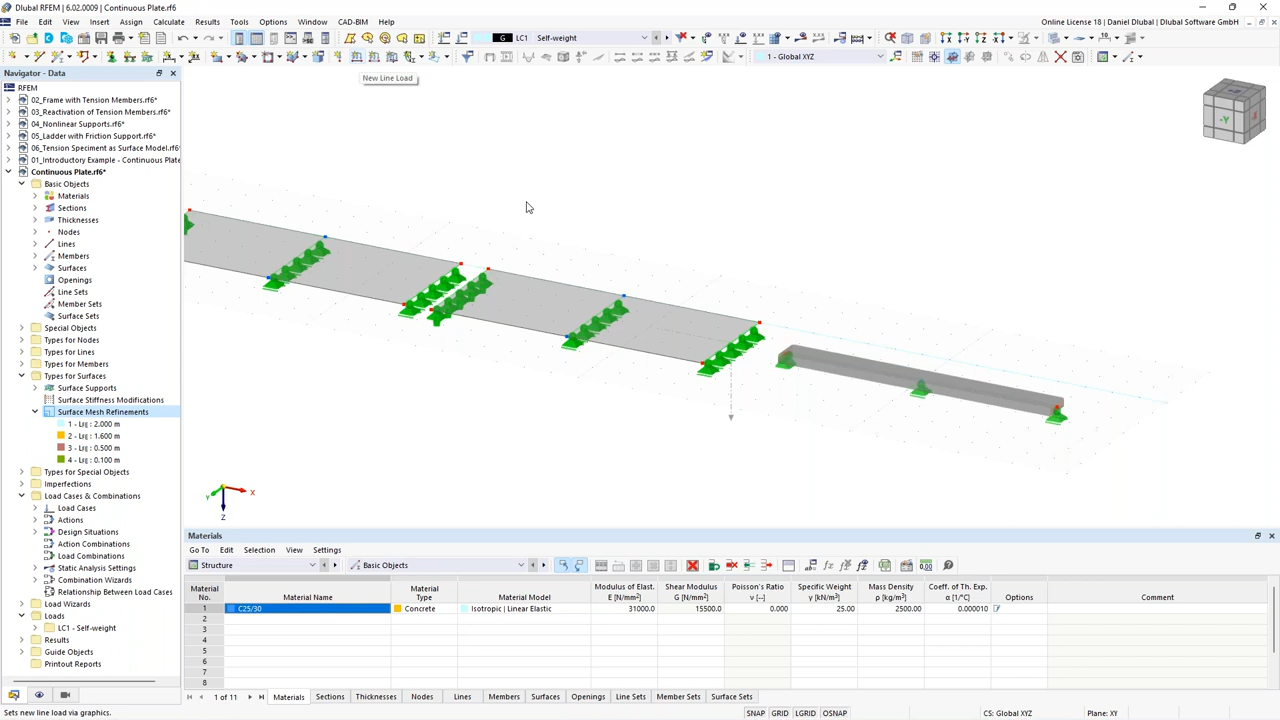 Dlubal RFEM | 6.02.0009 | Continuous Plate.rf6*
File Edit View Insert Assign Calculate Results Tools Options Window CAD-BIM Help
Online License 18 | Daniel Dlubal | Dlubal Software GmbH
G LC1 Self-weight
1 - Global XYZ
New Line Load
Navigator - Data
RFEM
02_Frame with Tension Members.rf6*
03_Reactivation of Tension Members.rf6*
04_Nonlinear Supports.rf6*
05_Ladder with Friction Support.rf6*
06_Tension Speciment as Surface Model.rf6*
01_Introductory Example - Continuous Plate
Continuous Plate.rf6*
Basic Objects
Materials
Sections
Thicknesses
Nodes
Lines
Members
Surfaces
Openings
Line Sets
Member Sets
Surface Sets
Special Objects
Types for Nodes
Types for Lines
Types for Members
Types for Surfaces
Surface Supports
Surface Stiffness Modifications
Surface Mesh Refinements
1 - LFE : 2.000 m
2 - LFE : 1.600 m
3 - LFE : 0.500 m
4 - LFE : 0.100 m
Types for Special Objects
Imperfections
Load Cases & Combinations
Load Cases
Actions
Design Situations
Action Combinations
Load Combinations
Static Analysis Settings
Combination Wizards
Relationship Between Load Cases
Load Wizards
Loads
LC1 - Self-weight
Results
Guide Objects
Printout Reports
-Y
X
Y
Z
Materials
Go To Edit Selection View Settings
Structure
Basic Objects
Material No. Material Name Material Type Material Model Modulus of Elast. E [N/mm²] Shear Modulus G [N/mm²] Poisson's Ratio ν [--] Specific Weight γ [kN/m³] Mass Density ρ [kg/m³] Coeff. of Th. Exp. α [1/°C] Options Comment
1 C25/30 Concrete Isotropic | Linear Elastic 31000.0 15500.0 0.000 25.00 2500.00 0.000010
2
3
4
5
6
7
8
1 of 11 Materials Sections Thicknesses Nodes Lines Members Surfaces Openings Line Sets Member Sets Surface Sets
Sets new line load via graphics.
SNAP GRID LGRID OSNAP CS: Global XYZ Plane: XY